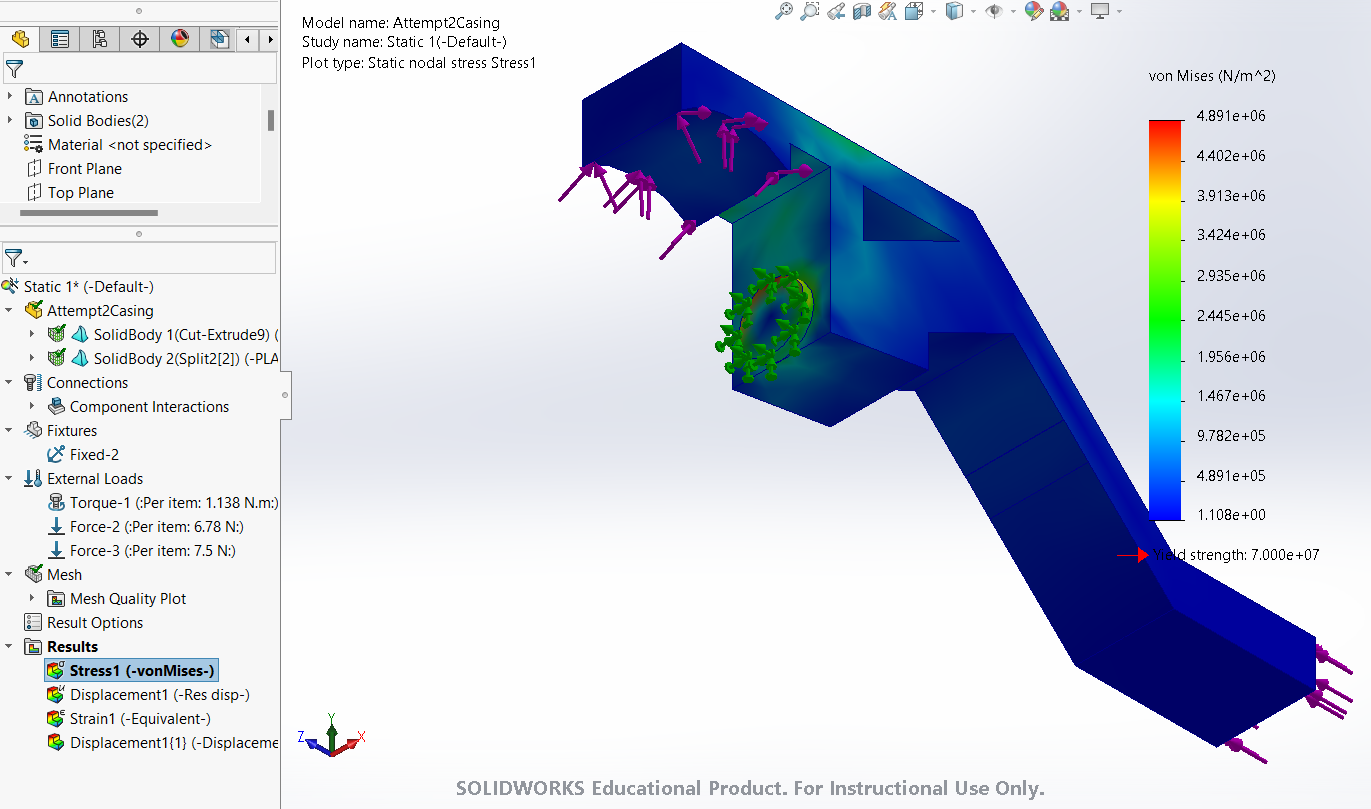 Annotations
Solid Bodies(2)
Material <not specified>
Front Plane
Top Plane
Static 1* (-Default-)
Attempt2Casing
SolidBody 1(Cut-Extrude9) (
SolidBody 2(Split2[2]) (-PLA
Connections
Component Interactions
Fixtures
Fixed-2
External Loads
Torque-1 (:Per item: 1.138 N.m:)
Force-2 (:Per item: 6.78 N:)
Force-3 (:Per item: 7.5 N:)
Mesh
Mesh Quality Plot
Result Options
Results
Stress1 (-vonMises-)
Displacement1 (-Res disp-)
Strain1 (-Equivalent-)
Displacement1{1} (-Displaceme
Model name: Attempt2Casing
Study name: Static 1(-Default-)
Plot type: Static nodal stress Stress1
von Mises (N/m^2)
4.891e+06
4.402e+06
3.913e+06
3.424e+06
2.935e+06
2.445e+06
1.956e+06
1.467e+06
9.782e+05
4.891e+05
1.108e+00
Yield strength: 7.000e+07
Y
Z
X
SOLIDWORKS Educational Product. For Instructional Use Only.